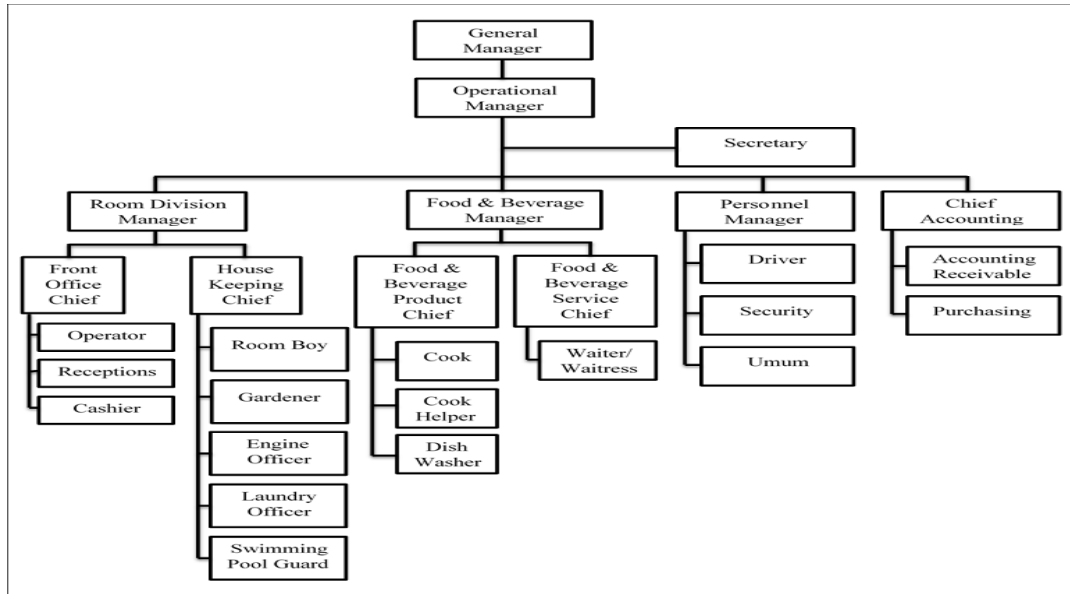 General
Manager
Operational
Manager
Secretary
Room Division
Manager
Food & Beverage
Manager
Personnel
Manager
Chief
Accounting
Front
Office
Chief
House
Keeping
Chief
Food &
Beverage
Product
Chief
Food &
Beverage
Service
Chief
Driver
Accounting
Receivable
Operator
Receptions
Cashier
Room Boy
Gardener
Engine
Officer
Laundry
Officer
Swimming
Pool Guard
Cook
Cook
Helper
Dish
Washer
Waiter/
Waitress
Security
Umum
Purchasing